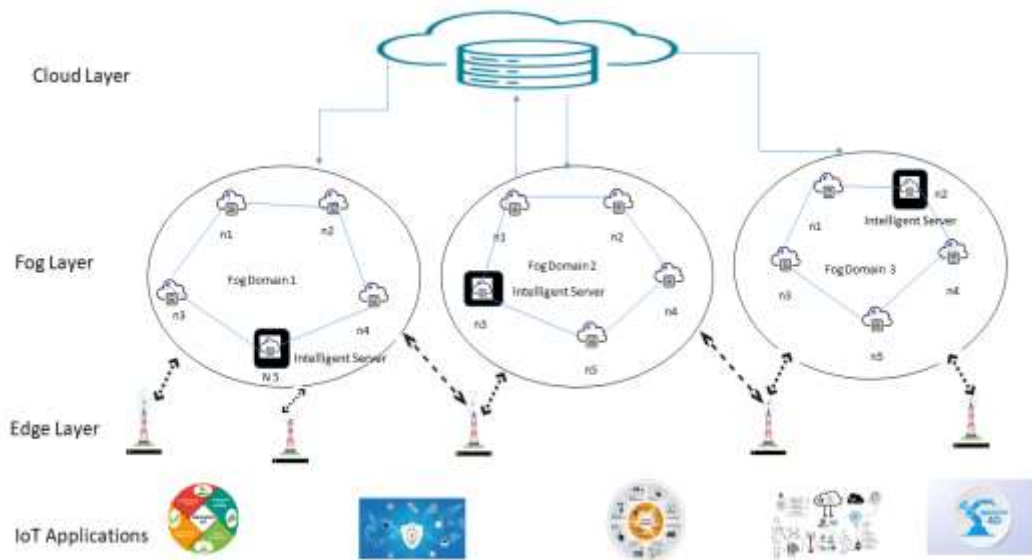 Cloud Layer
n1
n2
n3
n4
Fog Domain 1
Intelligent Server
N 5
n1
n2
Fog Domain 2
Intelligent Server
n3
n4
n5
n2
Intelligent Server
n1
Fog Domain 3
n3
n4
n5
Fog Layer
Edge Layer
IoT Applications